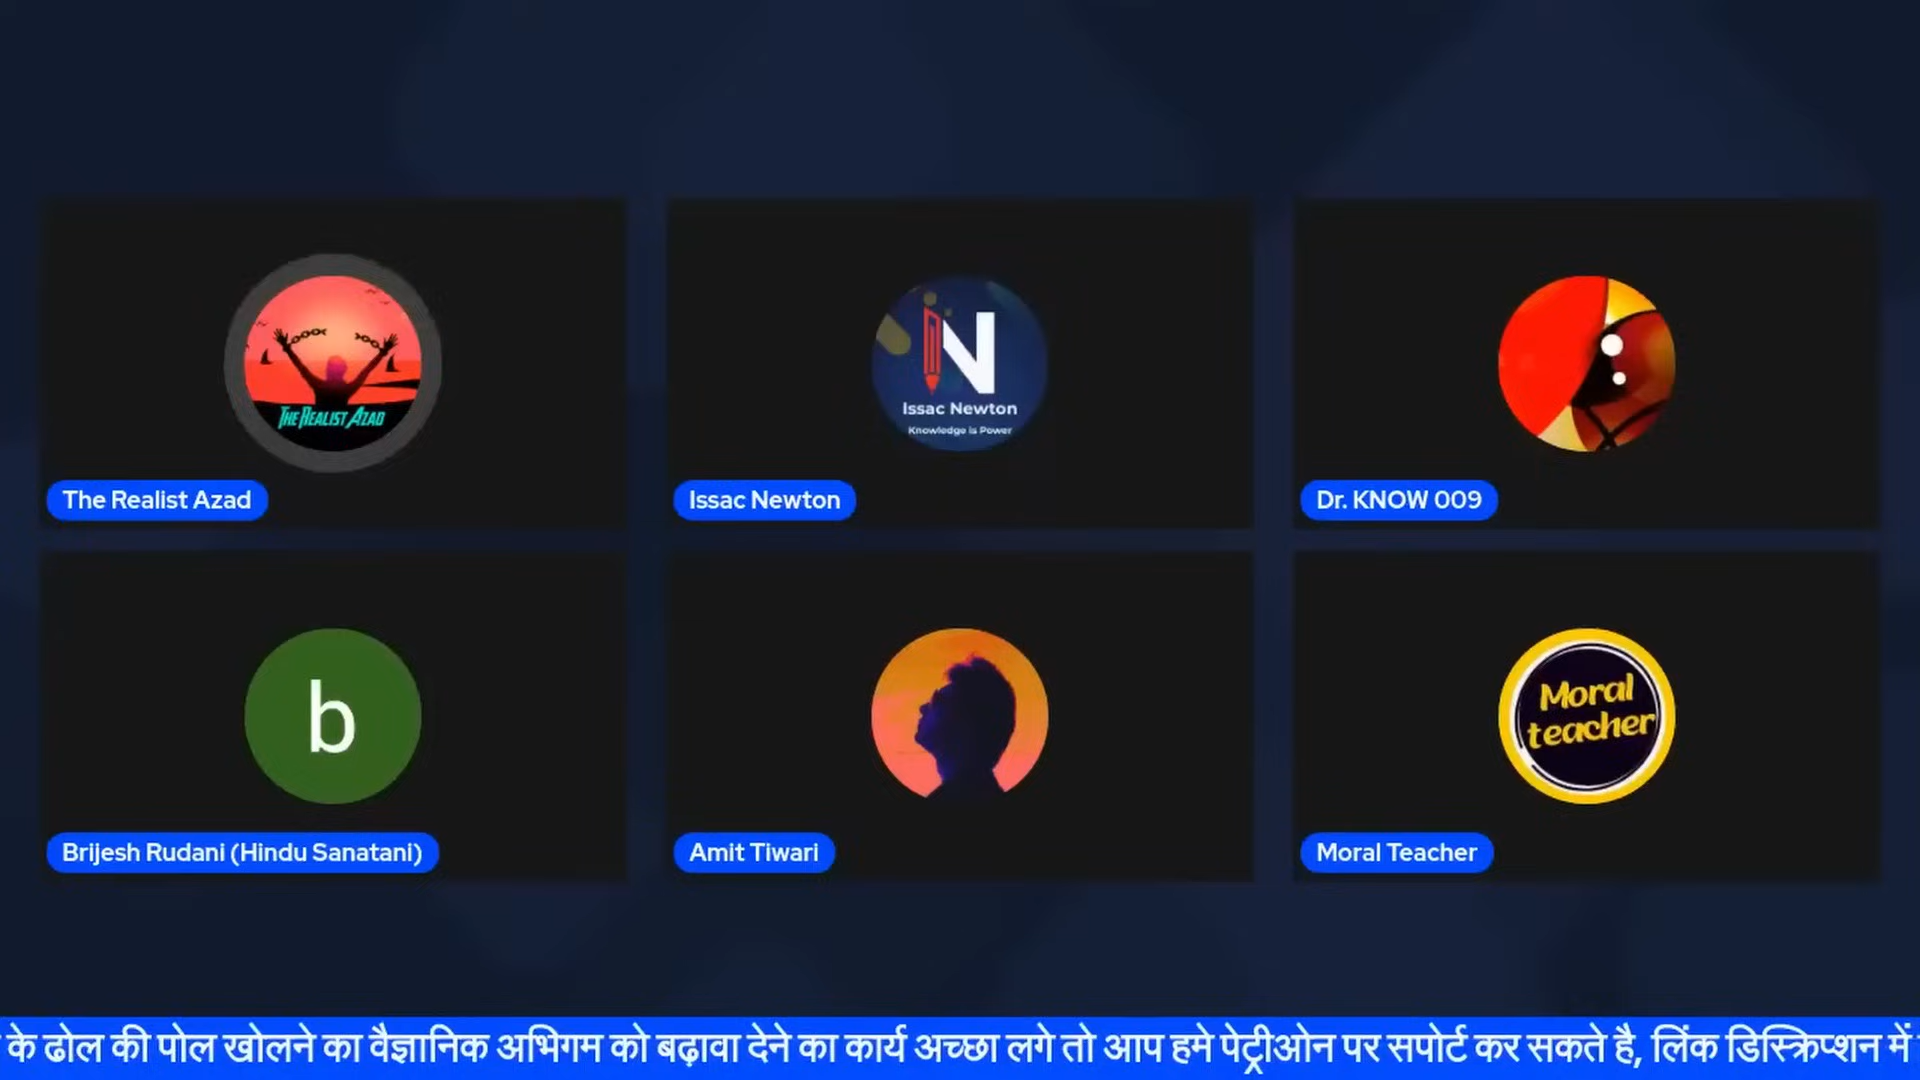 The Realist Azad
The Realist Azad
N
Issac Newton
Knowledge is Power
Issac Newton
Dr. KNOW 009
b
Brijesh Rudani (Hindu Sanatani)
Amit Tiwari
Moral
teacher
Moral Teacher
के ढोल की पोल खोलने का वैज्ञानिक अभिगम को बढ़ावा देने का कार्य अच्छा लगे तो आप हमे पेट्रीओन पर सपोर्ट कर सकते है, लिंक डिस्क्रिप्शन में